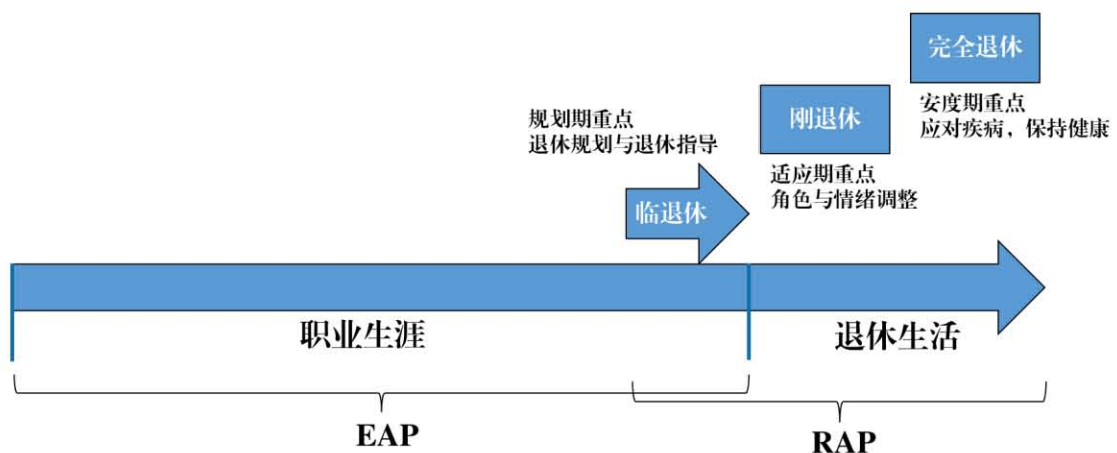 完全退休
安度期重点
应对疾病，保持健康
刚退休
适应期重点
角色与情绪调整
规划期重点
退休规划与退休指导
临退休
职业生涯
退休生活
EAP
RAP